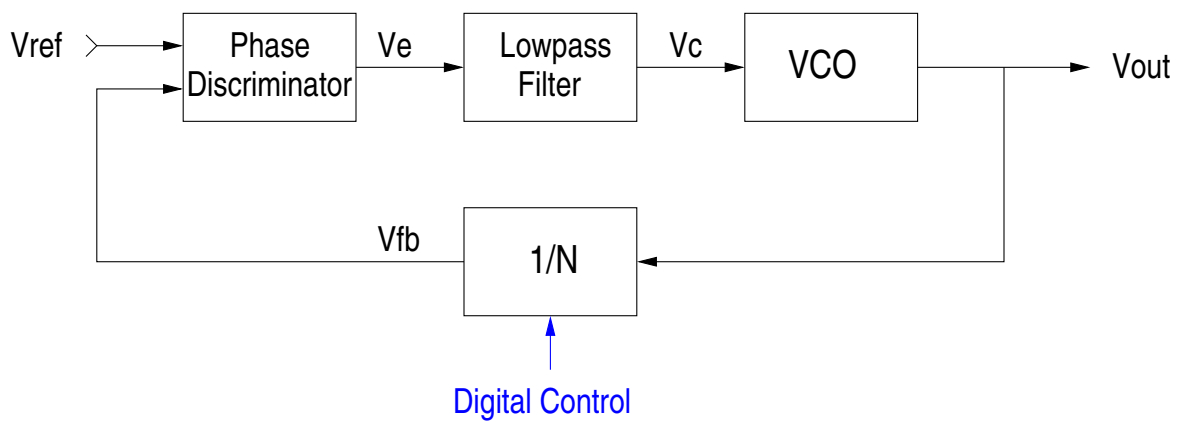 Vref
Phase
Discriminator
Ve
Lowpass
Filter
Vc
VCO
Vout
Vfb
1/N
Digital Control